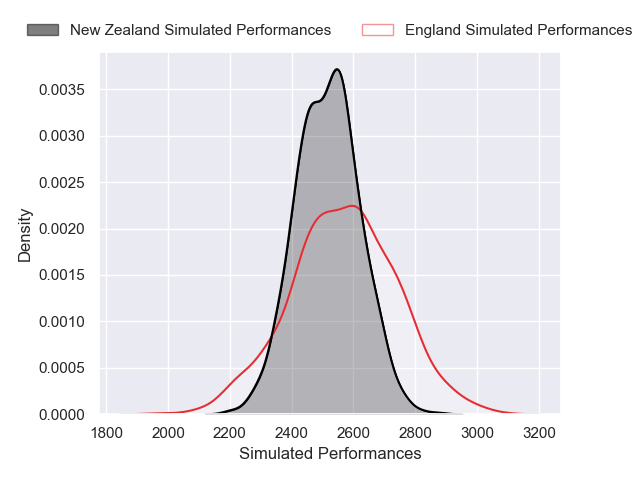 New Zealand Simulated Performances England Simulated Performances
0.0035
0.0030
0.0025
0.0020
0.0015
0.0010
0.0005
0.0000
Density
1800 2000 2200 2400 2600 2800 3000 3200
Simulated Performances